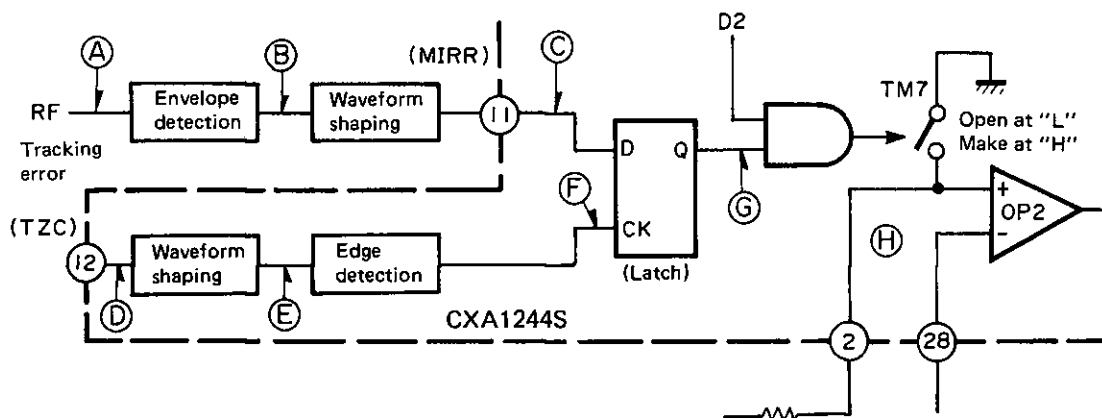 A
B
(MIRR)
C
D2
RF
Envelope
detection
Waveform
shaping
11
TM7
Open at "L"
Make at "H"
Tracking
error
D
Q
F
G
CK
(Latch)
+
OP2
−
H
(TZC)
12
Waveform
shaping
Edge
detection
D
E
CXA1244S
2
28